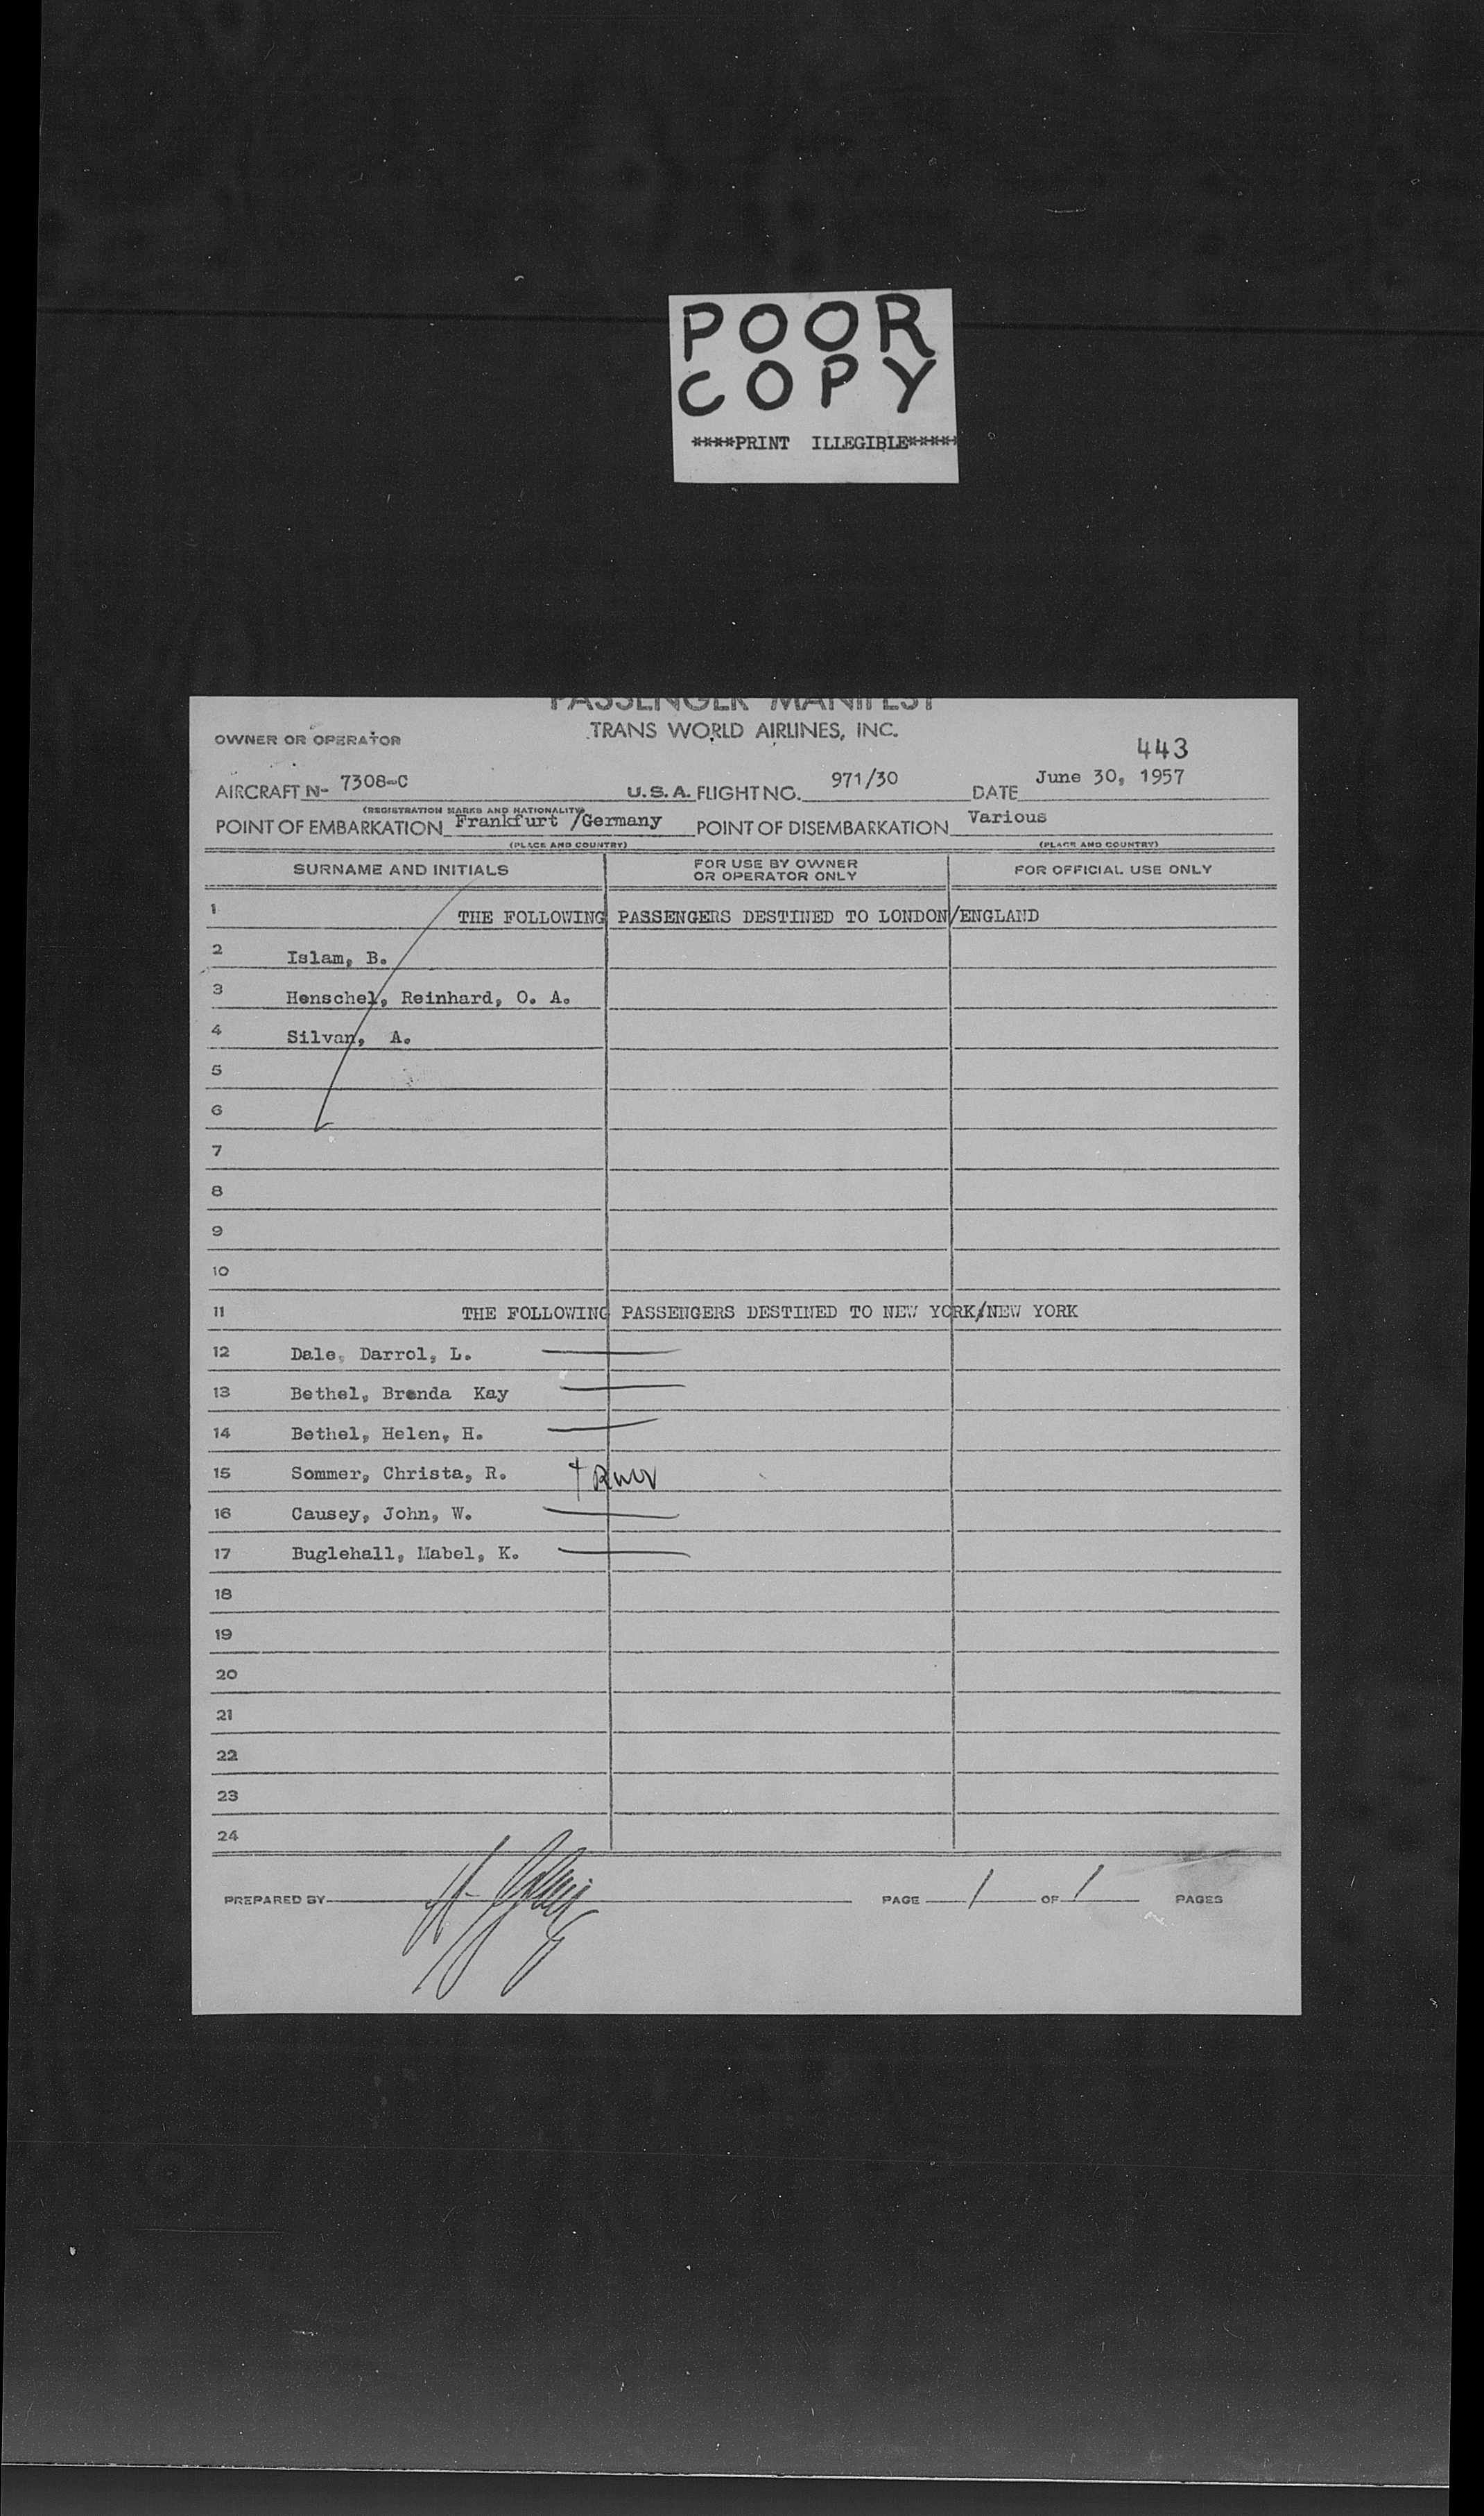 POOR
COPY
****PRINT ILLEGIBLE*****
PASSENGER MANIFEST
TRANS WORLD AIRLINES, INC.
OWNER OR OPERATOR
443
AIRCRAFT N- 7308-C U.S.A. FLIGHT NO. 971/30 DATE June 30, 1957
(REGISTRATION MARKS AND NATIONALITY)
POINT OF EMBARKATION Frankfurt /Germany POINT OF DISEMBARKATION Various
(PLACE AND COUNTRY) (PLACE AND COUNTRY)
SURNAME AND INITIALS FOR USE BY OWNER OR OPERATOR ONLY FOR OFFICIAL USE ONLY
1 THE FOLLOWING PASSENGERS DESTINED TO LONDON/ENGLAND
2 Islam, B.
3 Henschel, Reinhard, O. A.
4 Silvan, A.
5
6
7
8
9
10
11 THE FOLLOWING PASSENGERS DESTINED TO NEW YORK/NEW YORK
12 Dale, Darrol, L.
13 Bethel, Brenda Kay
14 Bethel, Helen, H.
15 Sommer, Christa, R.
16 Causey, John, W.
17 Buglehall, Mabel, K.
18
19
20
21
22
23
24
PREPARED BY PAGE 1 OF 1 PAGES